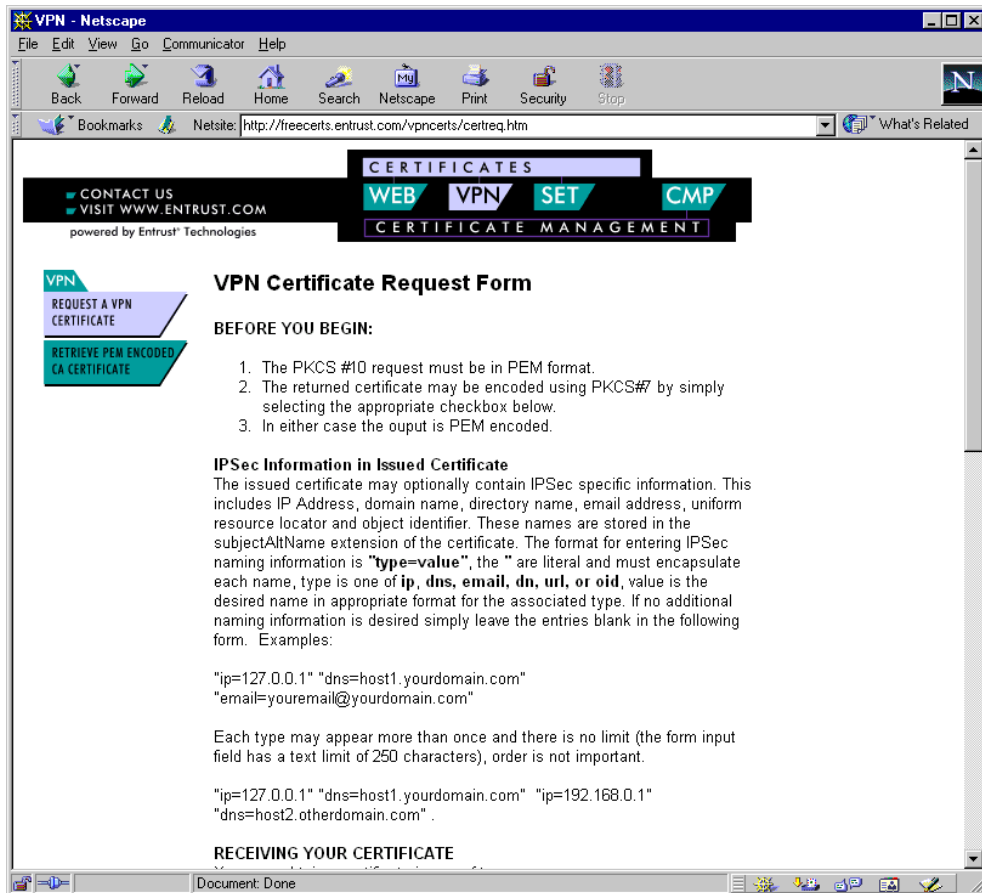 VPN - Netscape
File Edit View Go Communicator Help
Back Forward Reload Home Search Netscape Print Security Stop
My
N
Bookmarks Netsite: http://freecerts.entrust.com/vpncerts/certreq.htm What's Related
CERTIFICATES
CONTACT US
VISIT WWW.ENTRUST.COM
WEB VPN SET CMP
powered by Entrust Technologies
CERTIFICATE MANAGEMENT
VPN
REQUEST A VPN
CERTIFICATE
RETRIEVE PEM ENCODED
CA CERTIFICATE
VPN Certificate Request Form
BEFORE YOU BEGIN:
1. The PKCS #10 request must be in PEM format.
2. The returned certificate may be encoded using PKCS#7 by simply
selecting the appropriate checkbox below.
3. In either case the ouput is PEM encoded.
IPSec Information in Issued Certificate
The issued certificate may optionally contain IPSec specific information. This
includes IP Address, domain name, directory name, email address, uniform
resource locator and object identifier. These names are stored in the
subjectAltName extension of the certificate. The format for entering IPSec
naming information is "type=value", the " are literal and must encapsulate
each name, type is one of ip, dns, email, dn, url, or oid, value is the
desired name in appropriate format for the associated type. If no additional
naming information is desired simply leave the entries blank in the following
form. Examples:
"ip=127.0.0.1" "dns=host1.yourdomain.com"
"email=youremail@yourdomain.com"
Each type may appear more than once and there is no limit (the form input
field has a text limit of 250 characters), order is not important.
"ip=127.0.0.1" "dns=host1.yourdomain.com" "ip=192.168.0.1"
"dns=host2.otherdomain.com" .
RECEIVING YOUR CERTIFICATE
Document: Done